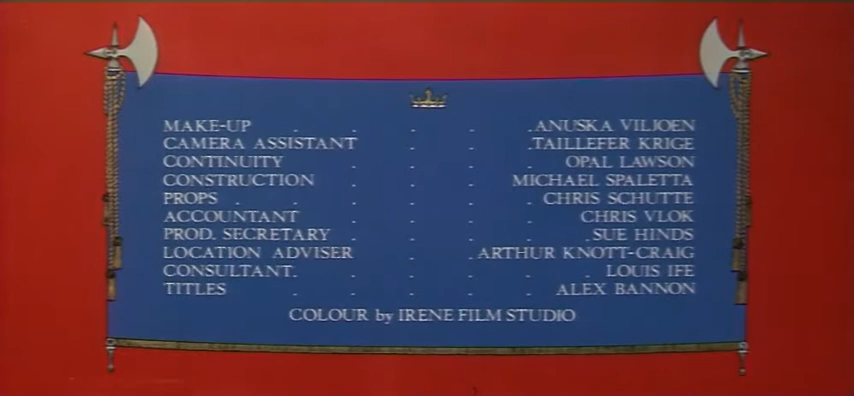 MAKE-UP . . . . .ANUSKA VILJOEN
CAMERA ASSISTANT . . .TAILLEFER KRIGE
CONTINUITY . . . . OPAL LAWSON
CONSTRUCTION . . . MICHAEL SPALETTA
PROPS . . . . . . CHRIS SCHUTTE
ACCOUNTANT . . . . CHRIS VLOK
PROD. SECRETARY . . . . .SUE HINDS
LOCATION ADVISER . .ARTHUR KNOTT-CRAIG
CONSULTANT. . . . . . LOUIS IFE
TITLES . . . . . ALEX BANNON
COLOUR by IRENE FILM STUDIO